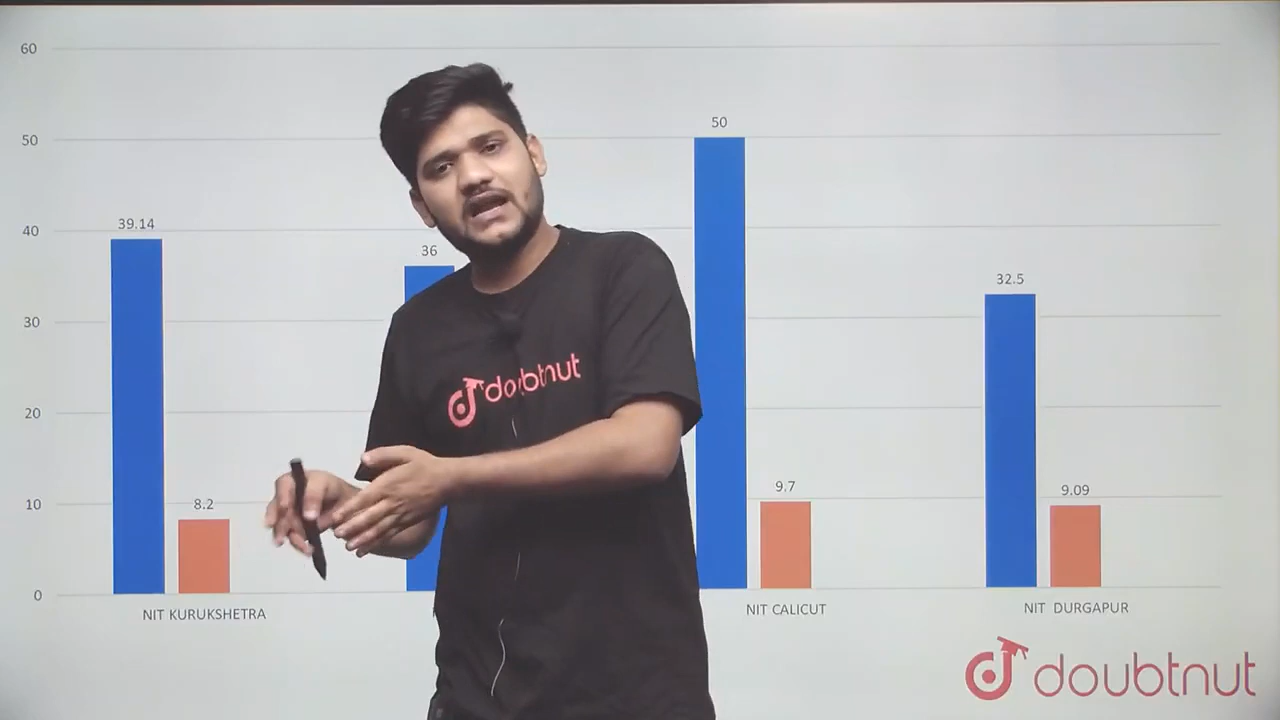 60
50
40
30
20
10
0
39.14
8.2
36
50
9.7
32.5
9.09
NIT KURUKSHETRA
NIT CALICUT
NIT DURGAPUR
doubtnut
doubtnut